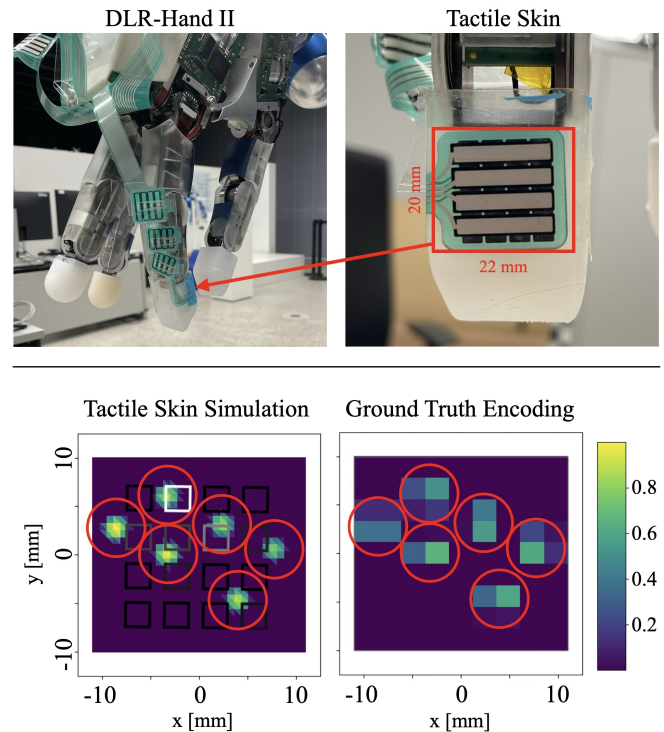 DLR-Hand II
Tactile Skin
20 mm
22 mm
Tactile Skin Simulation
Ground Truth Encoding
10
0
-10
y [mm]
-10
0
10
x [mm]
-10
0
10
x [mm]
0.8
0.6
0.4
0.2